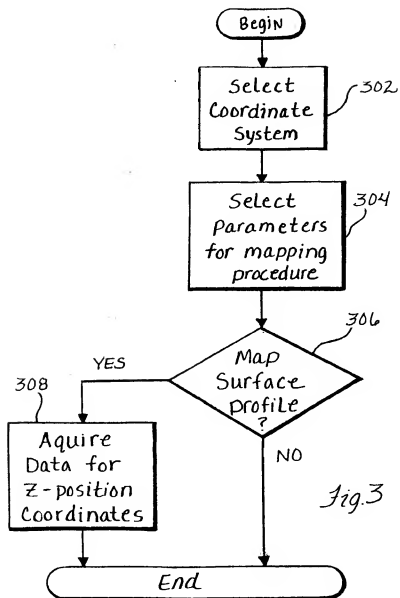 Begin
Select
Coordinate
System
302
Select
Parameters
for mapping
procedure
304
306
Map
Surface
Profile
?
YES
NO
308
Aquire
Data for
Z-position
Coordinates
Fig.3
End